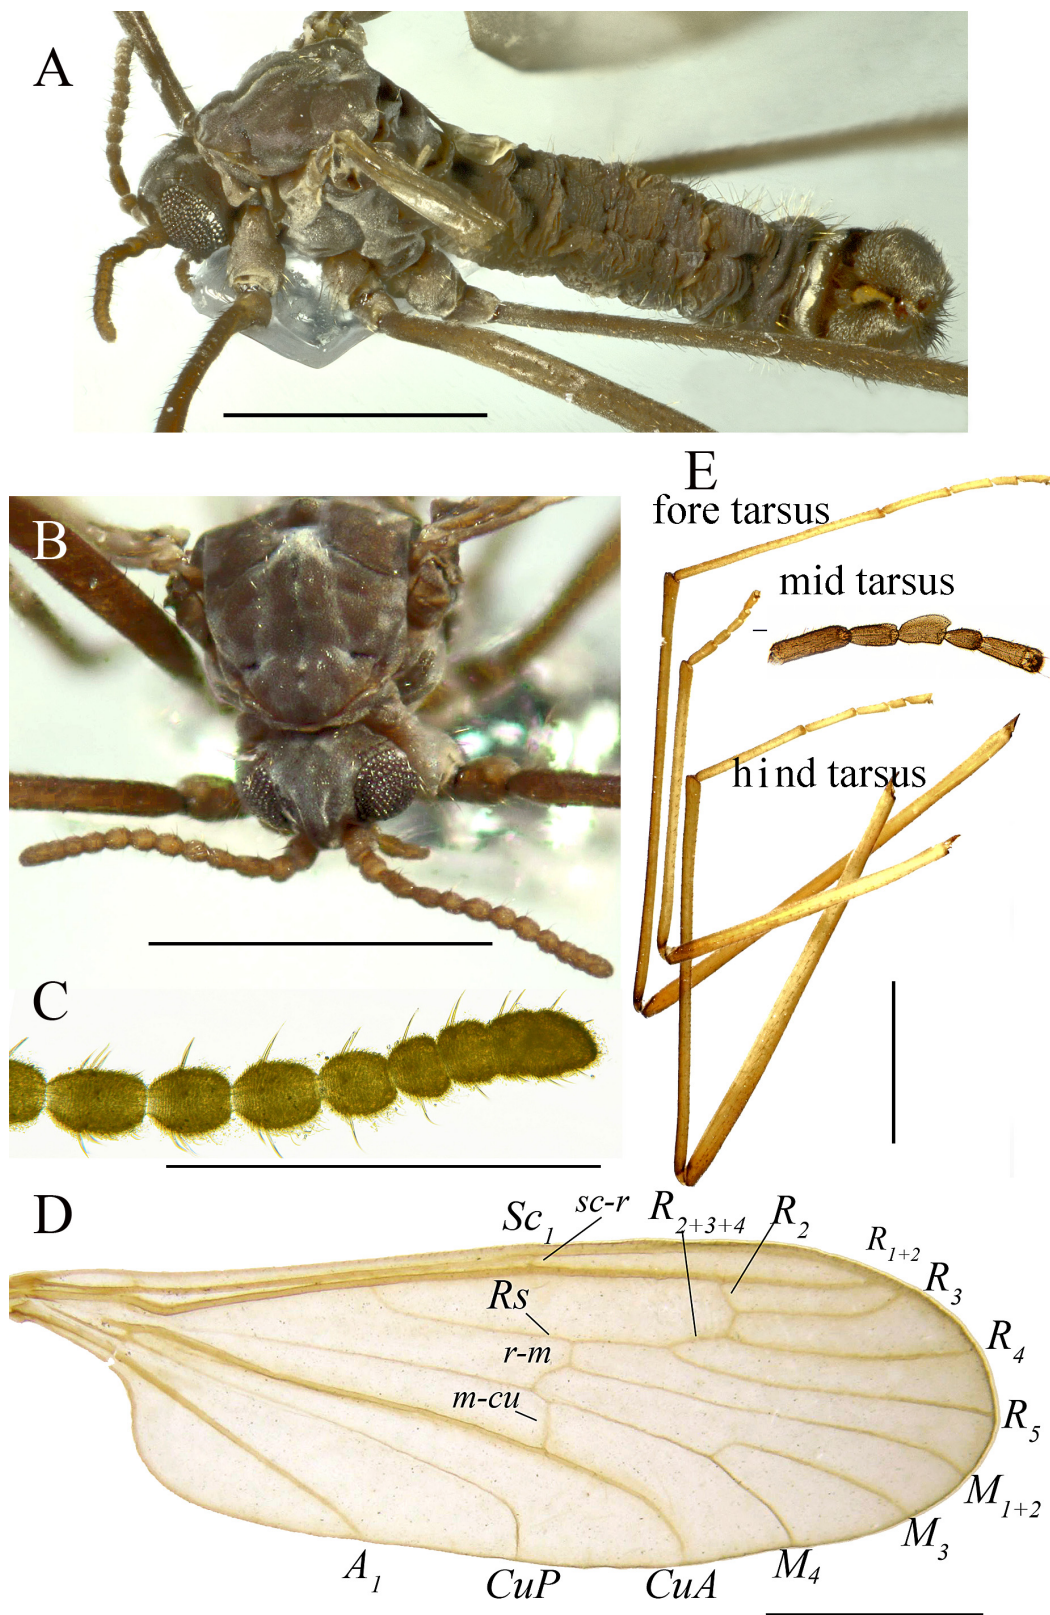 A
B
C
E
fore tarsus
mid tarsus
hind tarsus
D
Sc1
sc-r
R2+3+4
R2
R1+2
R3
Rs
R4
r-m
m-cu
R5
M1+2
M3
A1
CuP
CuA
M4